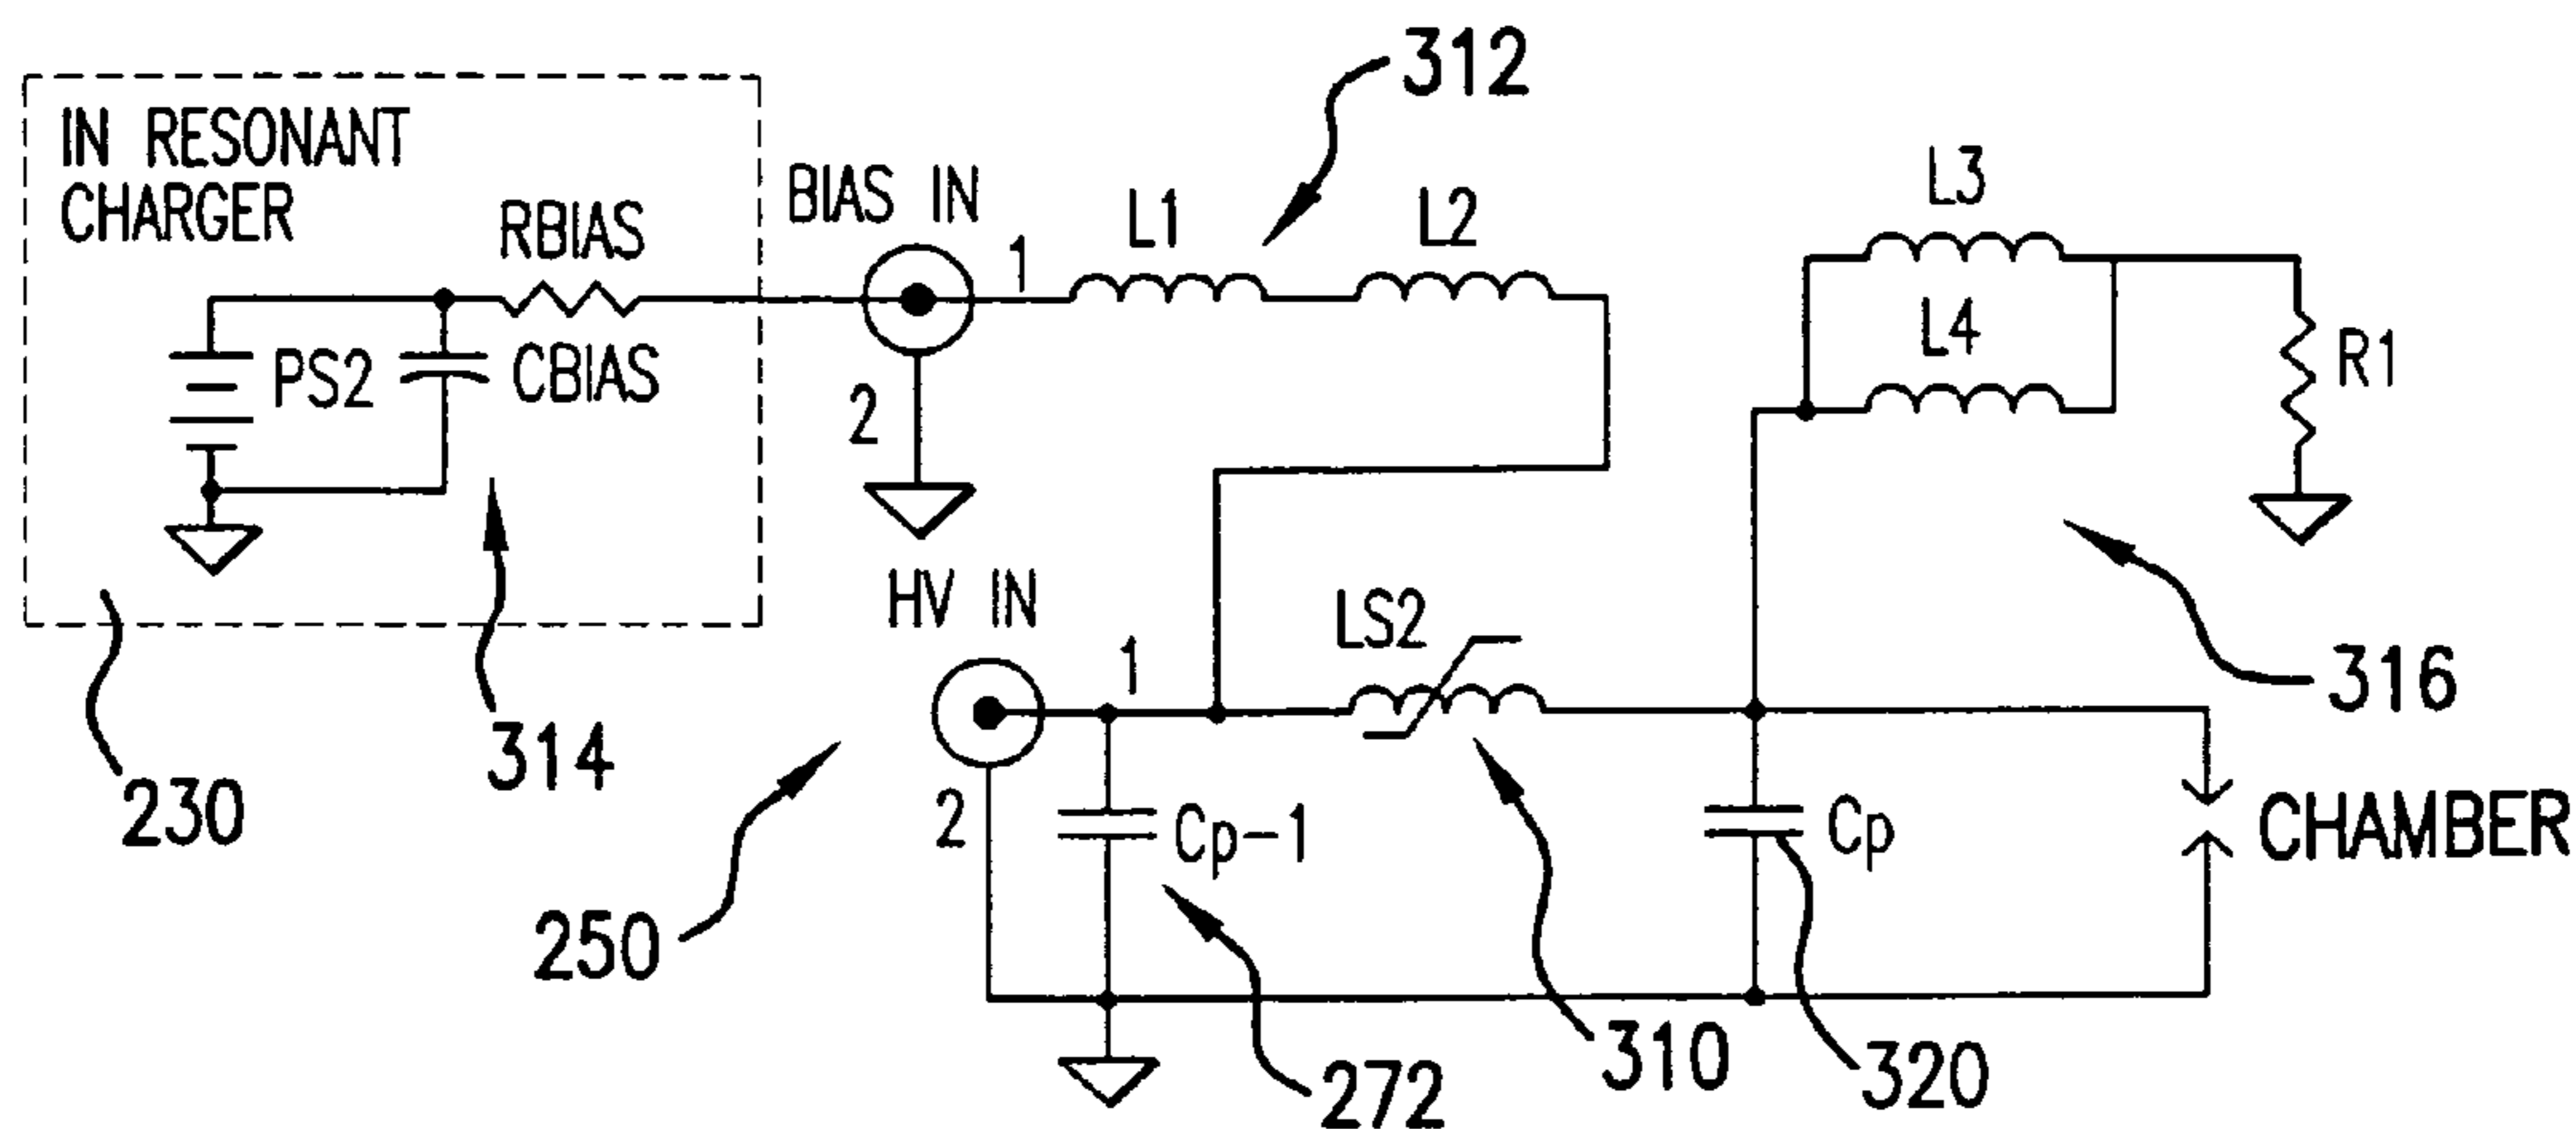 312
IN RESONANT
CHARGER
RBIAS
BIAS IN
1
L1
L2
L3
L4
R1
PS2
CBIAS
2
HV IN
1
LS2
316
314
230
2
Cp-1
Cp
CHAMBER
250
310
320
272